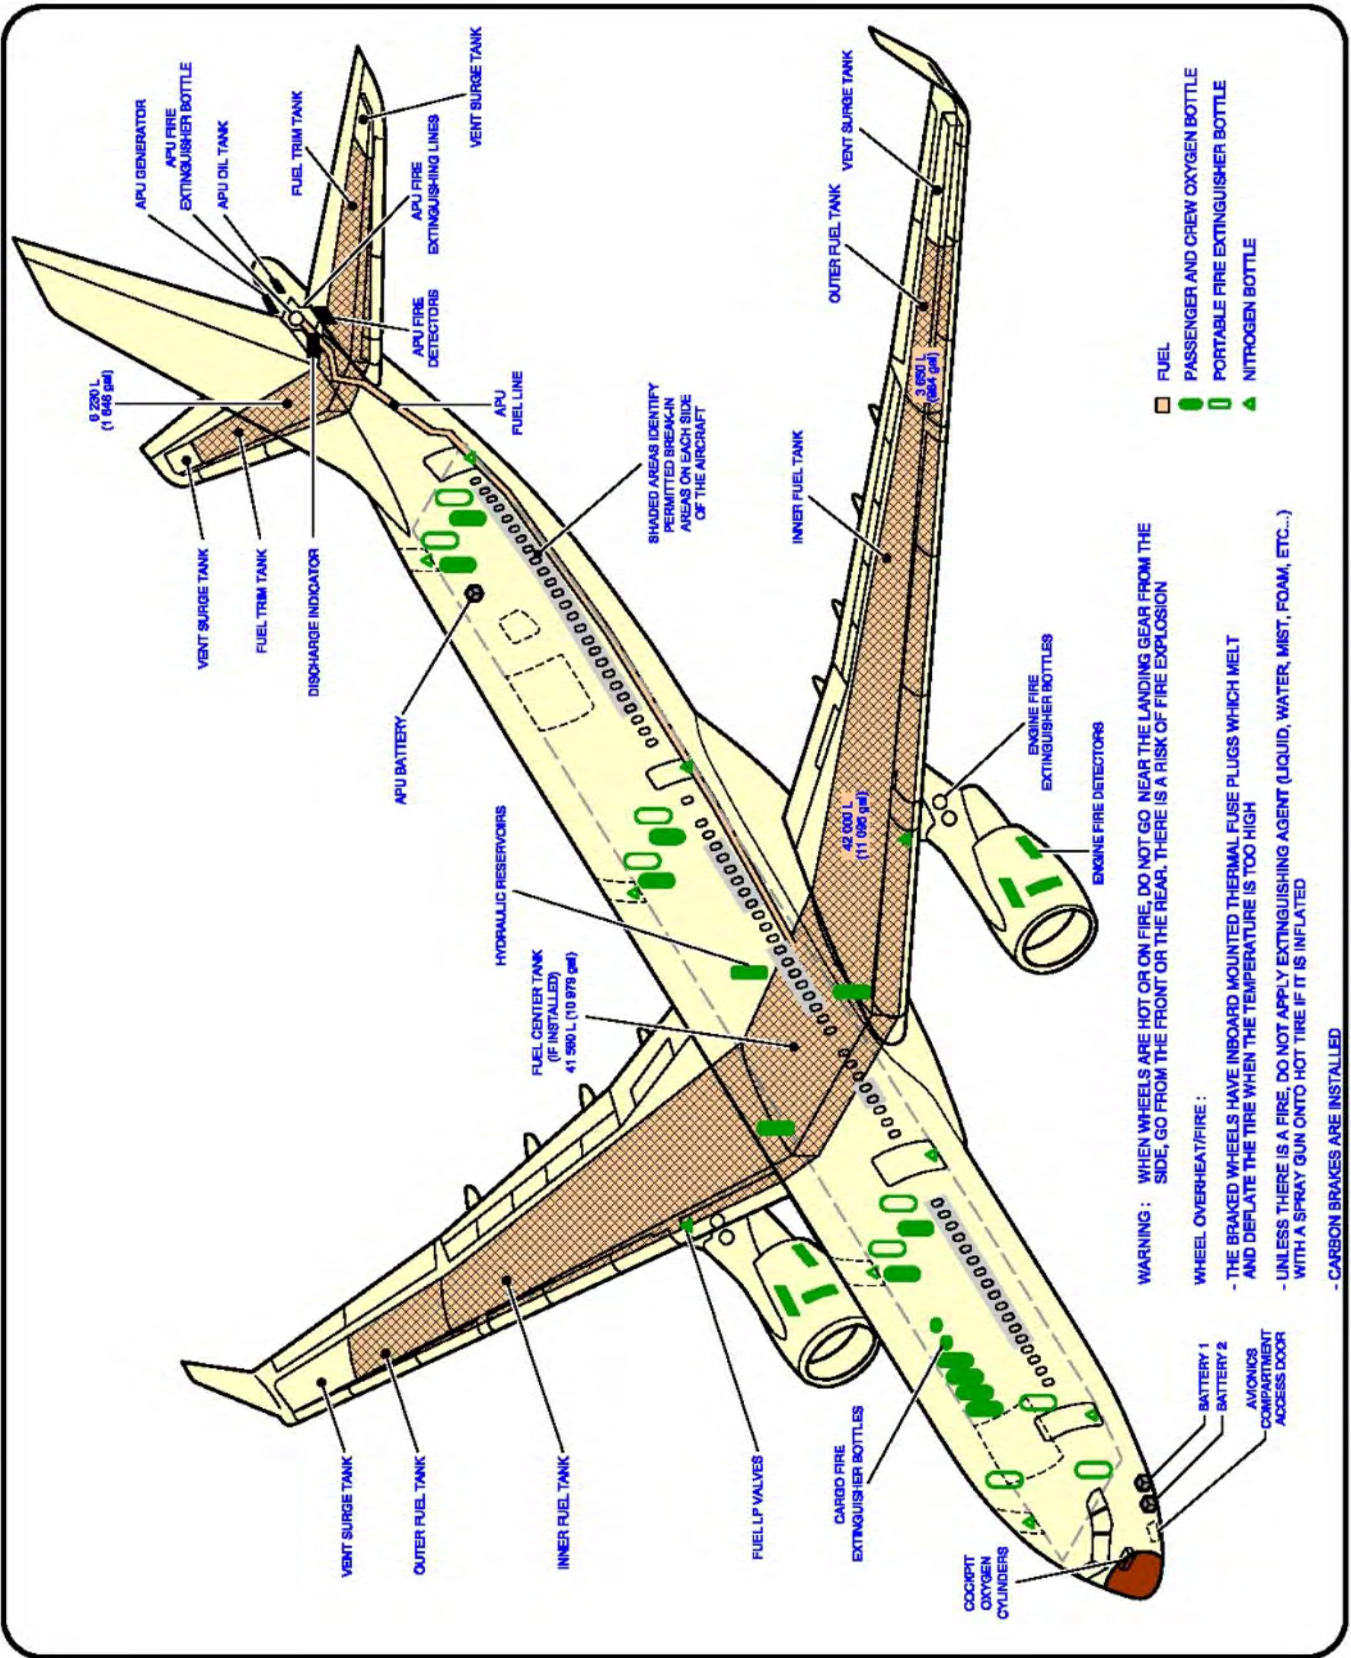 VENT SURGE TANK
OUTER FUEL TANK
INNER FUEL TANK
FUEL LP VALVES
CARGO FIRE
EXTINGUISHER BOTTLES
COCKPIT
OXYGEN
CYLINDERS
FUEL CENTER TANK
(IF INSTALLED)
41 560 L (10 979 gal)
HYDRAULIC RESERVOIRS
APU BATTERY
VENT SURGE TANK
FUEL TRIM TANK
DISCHARGE INDICATOR
6 230 L
(1 646 gal)
APU GENERATOR
APU FIRE
EXTINGUISHER BOTTLE
APU OIL TANK
FUEL TRIM TANK
APU FIRE
EXTINGUISHING LINES
VENT SURGE TANK
APU FIRE
DETECTORS
APU
FUEL LINE
SHADED AREAS IDENTIFY
PERMITTED BREAK-IN
AREAS ON EACH SIDE
OF THE AIRCRAFT
INNER FUEL TANK
OUTER FUEL TANK
VENT SURGE TANK
3 650 L
(964 gal)
42 000 L
(11 095 gal)
ENGINE FIRE
EXTINGUISHER BOTTLES
ENGINE FIRE DETECTORS
BATTERY 1
BATTERY 2
AVIONICS
COMPARTMENT
ACCESS DOOR
WARNING : WHEN WHEELS ARE HOT OR ON FIRE, DO NOT GO NEAR THE LANDING GEAR FROM THE
SIDE, GO FROM THE FRONT OR THE REAR. THERE IS A RISK OF FIRE EXPLOSION
WHEEL OVERHEAT/FIRE :
- THE BRAKED WHEELS HAVE INBOARD MOUNTED THERMAL FUSE PLUGS WHICH MELT
AND DEFLATE THE TIRE WHEN THE TEMPERATURE IS TOO HIGH
- UNLESS THERE IS A FIRE, DO NOT APPLY EXTINGUISHING AGENT (LIQUID, WATER, MIST, FOAM, ETC...)
WITH A SPRAY GUN ONTO HOT TIRE IF IT IS INFLATED
- CARBON BRAKES ARE INSTALLED
FUEL
PASSENGER AND CREW OXYGEN BOTTLE
PORTABLE FIRE EXTINGUISHER BOTTLE
NITROGEN BOTTLE